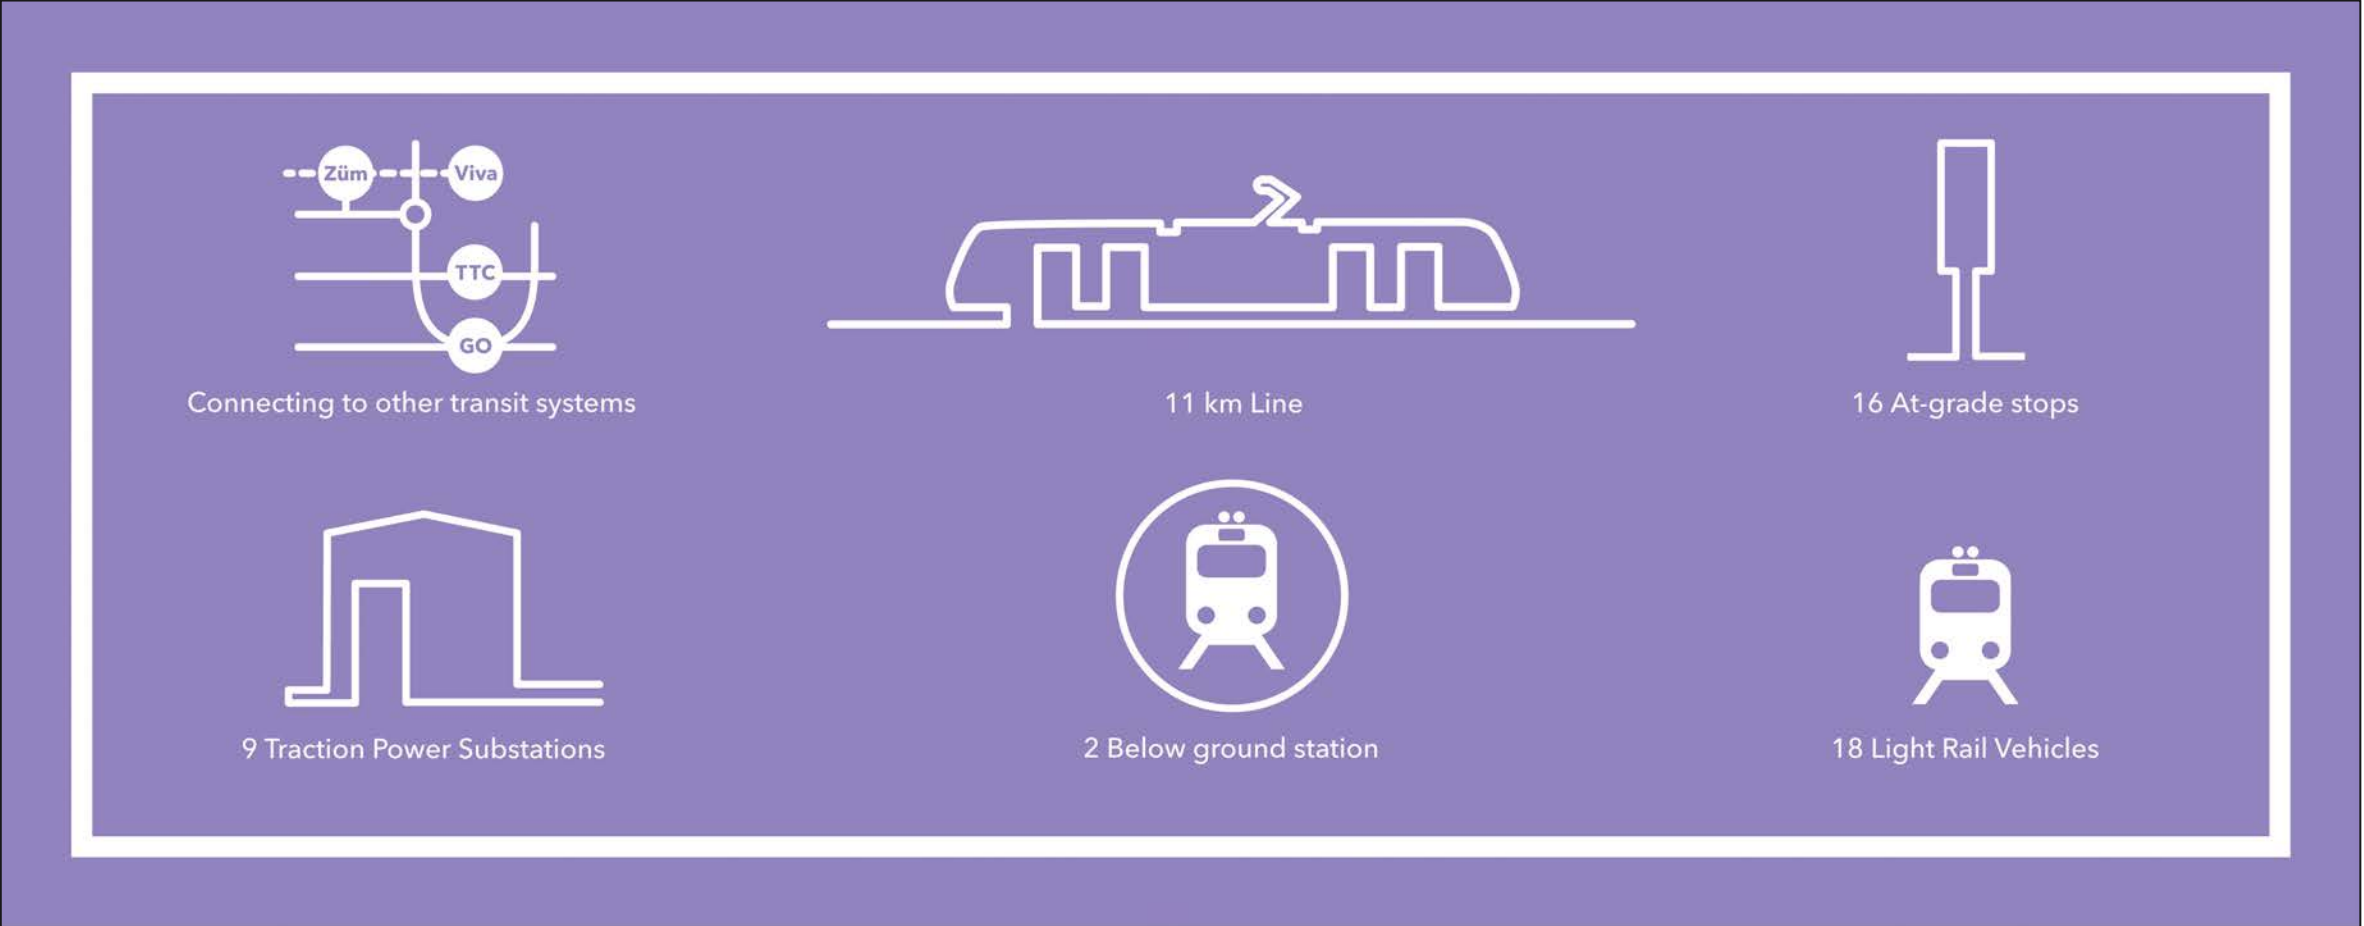 Züm
Viva
TTC
GO
Connecting to other transit systems
11 km Line
16 At-grade stops
9 Traction Power Substations
2 Below ground station
18 Light Rail Vehicles